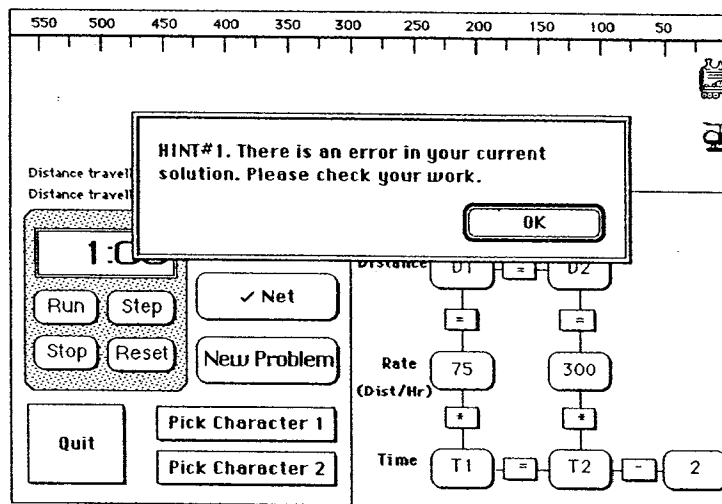 550 500 450 400 350 300 250 200 150 100 50
HINT#1. There is an error in your current
solution. Please check your work.
OK
Distance travell
Distance travell
1:00
Run Step
Stop Reset
✓ Net
New Problem
Quit
Pick Character 1
Pick Character 2
Distance D1 = D2
= =
Rate 75 300
(Dist/Hr)
* *
Time T1 = T2 - 2